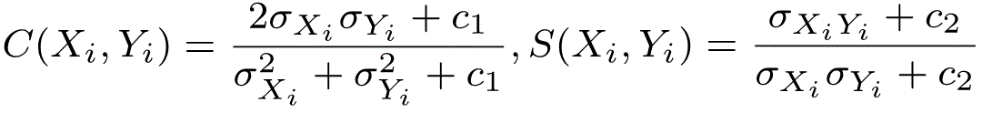 C(X_i, Y_i) = \frac{2\sigma_{X_i}\sigma_{Y_i} + c_1}{\sigma_{X_i}^2 + \sigma_{Y_i}^2 + c_1}, S(X_i, Y_i) = \frac{\sigma_{X_i Y_i} + c_2}{\sigma_{X_i}\sigma_{Y_i} + c_2}